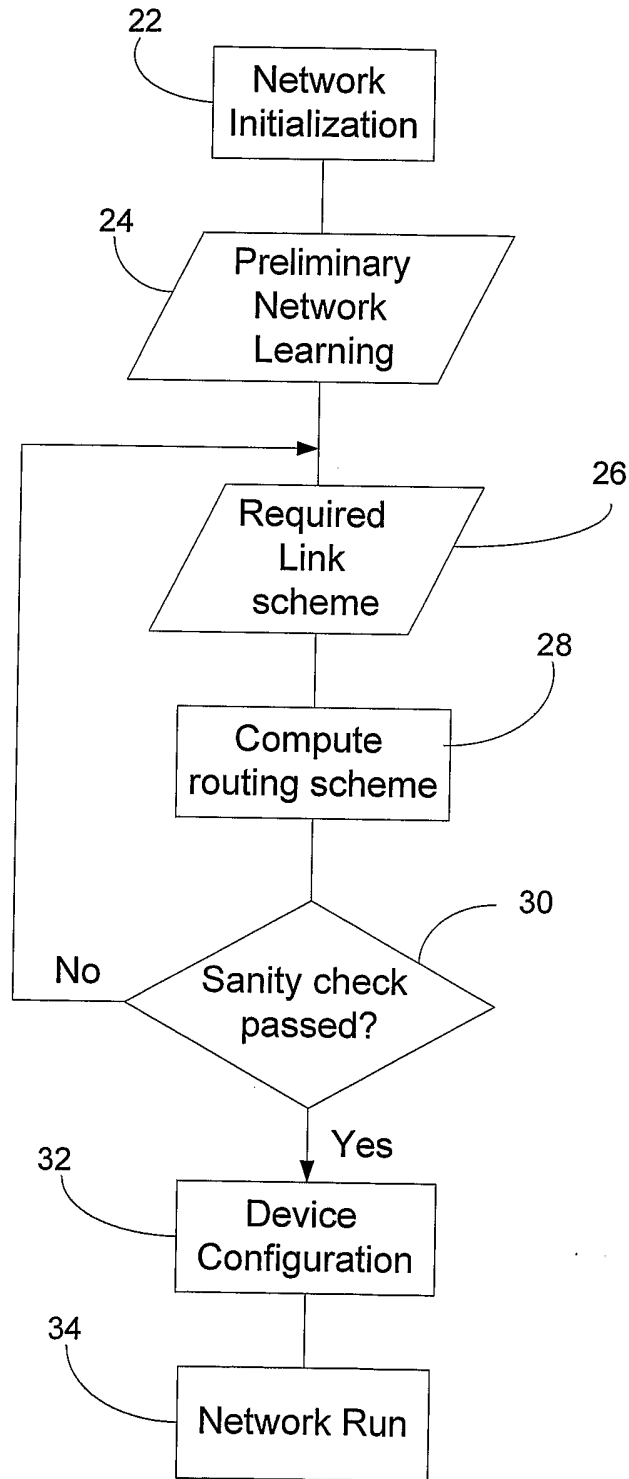 22
Network
Initialization
24
Preliminary
Network
Learning
26
Required
Link
scheme
28
Compute
routing scheme
30
Sanity check
passed?
No
Yes
32
Device
Configuration
34
Network Run